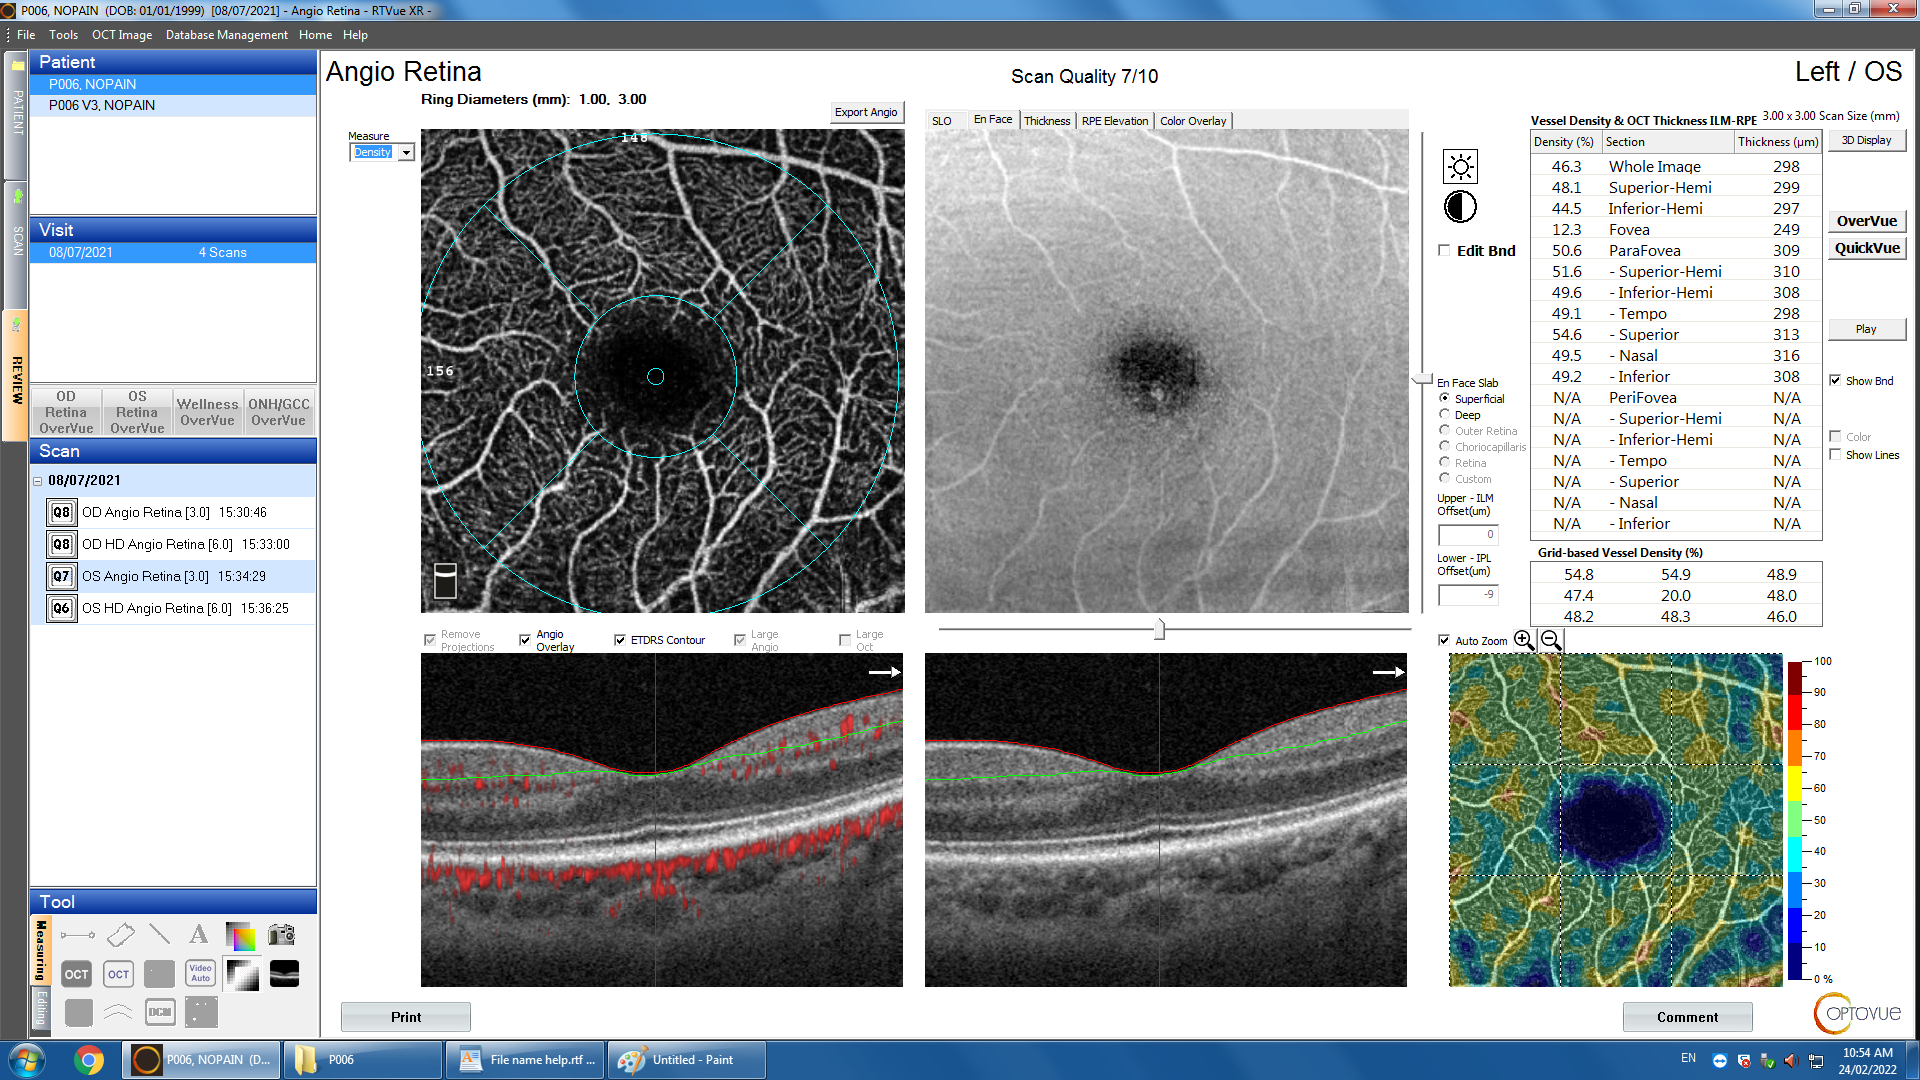 P006, NOPAIN (DOB: 01/01/1999) [08/07/2021] - Angio Retina - RTVue XR -
File Tools OCT Image Database Management Home Help
PATIENT
SCAN
REVIEW
Patient
P006, NOPAIN
P006 V3, NOPAIN
Visit
08/07/2021 4 Scans
OD Retina OverVue
OS Retina OverVue
Wellness OverVue
ONH/GCC OverVue
Scan
08/07/2021
Q8 OD Angio Retina [3.0] 15:30:46
Q8 OD HD Angio Retina [6.0] 15:33:00
Q7 OS Angio Retina [3.0] 15:34:29
Q6 OS HD Angio Retina [6.0] 15:36:25
Tool
Measuring
Editing
A
OCT
OCT
Video Auto
DCM
Angio Retina
Scan Quality 7/10
Left / OS
Ring Diameters (mm): 1.00, 3.00
Export Angio
Measure
Density
148
156
SLO En Face Thickness RPE Elevation Color Overlay
Edit Bnd
En Face Slab
Superficial
Deep
Outer Retina
Choriocapillaris
Retina
Custom
Upper - ILM
Offset(um)
0
Lower - IPL
Offset(um)
-9
Vessel Density & OCT Thickness ILM-RPE 3.00 x 3.00 Scan Size (mm)
Density (%) Section Thickness (µm)
46.3 Whole Image 298
48.1 Superior-Hemi 299
44.5 Inferior-Hemi 297
12.3 Fovea 249
50.6 ParaFovea 309
51.6 - Superior-Hemi 310
49.6 - Inferior-Hemi 308
49.1 - Tempo 298
54.6 - Superior 313
49.5 - Nasal 316
49.2 - Inferior 308
N/A PeriFovea N/A
N/A - Superior-Hemi N/A
N/A - Inferior-Hemi N/A
N/A - Tempo N/A
N/A - Superior N/A
N/A - Nasal N/A
N/A - Inferior N/A
Grid-based Vessel Density (%)
54.8 54.9 48.9
47.4 20.0 48.0
48.2 48.3 46.0
3D Display
OverVue
QuickVue
Play
Show Bnd
Color
Show Lines
Remove Projections
Angio Overlay
ETDRS Contour
Large Angio
Large Oct
Auto Zoom
100
90
80
70
60
50
40
30
20
10
0 %
Print
Comment
OPTOVUE
P006, NOPAIN (D...
P006
File name help.rtf ...
Untitled - Paint
EN
10:54 AM
24/02/2022